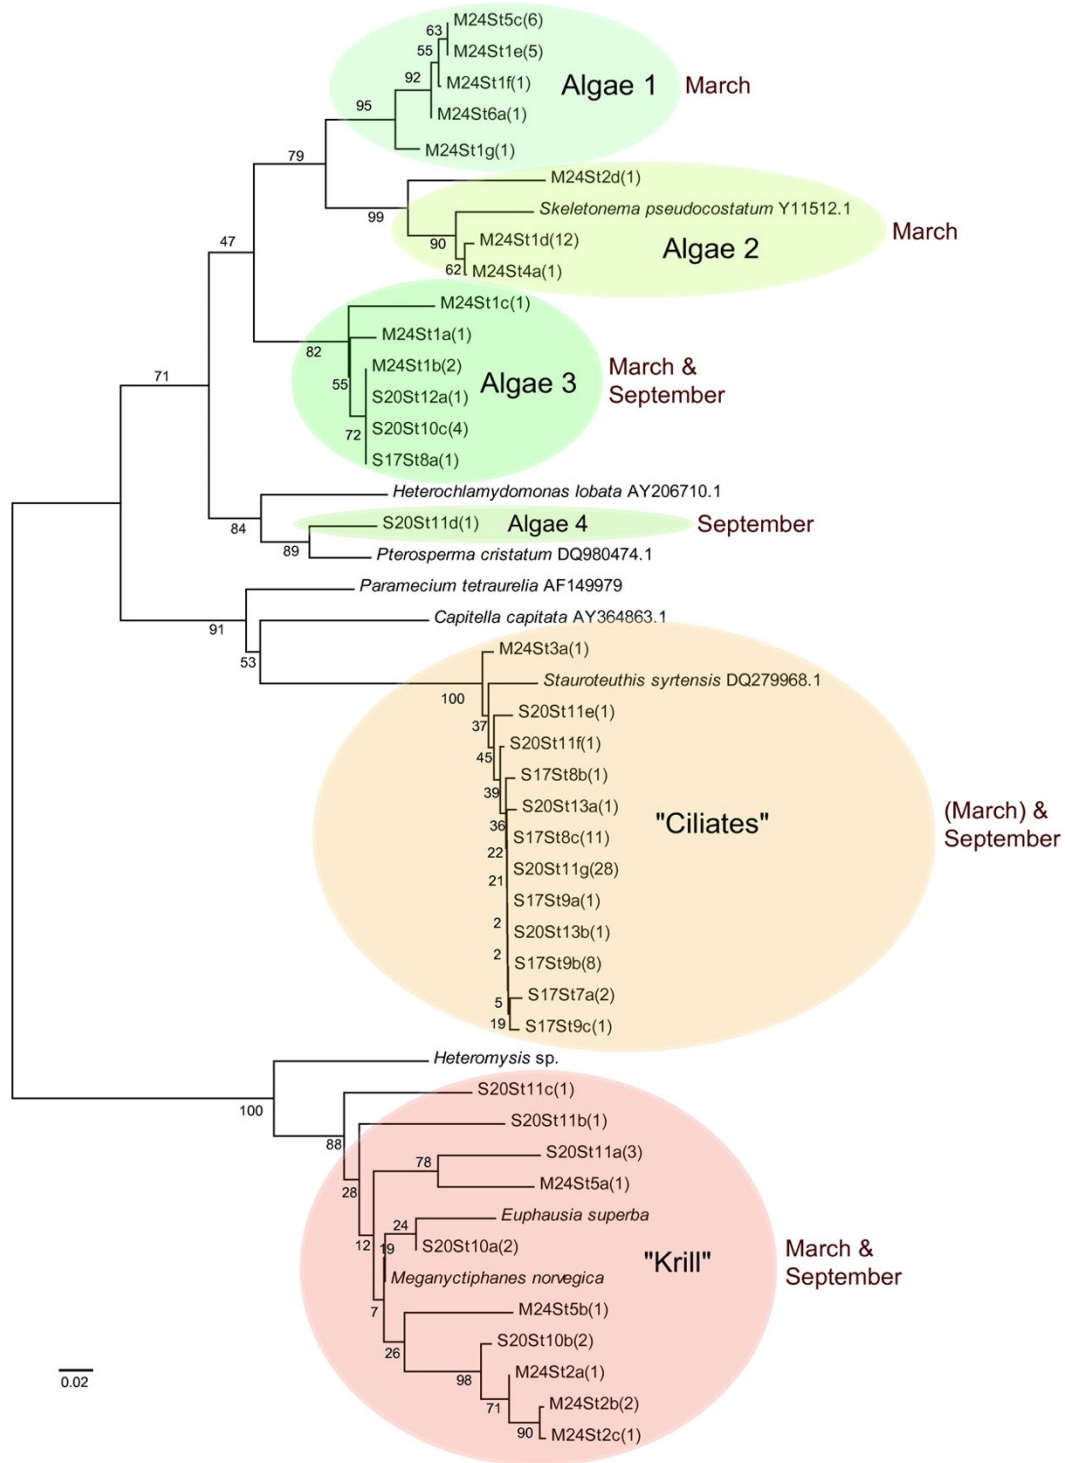 M24St5c(6)
63
M24St1e(5)
55
M24St1f(1)
92
Algae 1
March
95
M24St6a(1)
M24St1g(1)
79
M24St2d(1)
99
Skeletonema pseudocostatum Y11512.1
March
90
M24St1d(12)
Algae 2
62
M24St4a(1)
47
M24St1c(1)
M24St1a(1)
82
M24St1b(2)
March &
September
55
Algae 3
S20St12a(1)
71
S20St10c(4)
72
S17St8a(1)
Heterochlamydomonas lobata AY206710.1
84
S20St11d(1)
Algae 4
September
89
Pterosperma cristatum DQ980474.1
Paramecium tetraurelia AF149979
91
Capitella capitata AY364863.1
53
M24St3a(1)
100
Stauroteuthis syrtensis DQ279968.1
37
S20St11e(1)
45
S20St11f(1)
39
S17St8b(1)
S20St13a(1)
36
"Ciliates"
(March) &
September
S17St8c(11)
22
S20St11g(28)
21
S17St9a(1)
2
S20St13b(1)
2
S17St9b(8)
5
S17St7a(2)
19
S17St9c(1)
Heteromysis sp.
100
S20St11c(1)
88
S20St11b(1)
78
S20St11a(3)
28
M24St5a(1)
24
Euphausia superba
12
19
S20St10a(2)
"Krill"
March &
September
Meganyctiphanes norvegica
7
M24St5b(1)
26
S20St10b(2)
98
M24St2a(1)
71
M24St2b(2)
90
M24St2c(1)
0.02